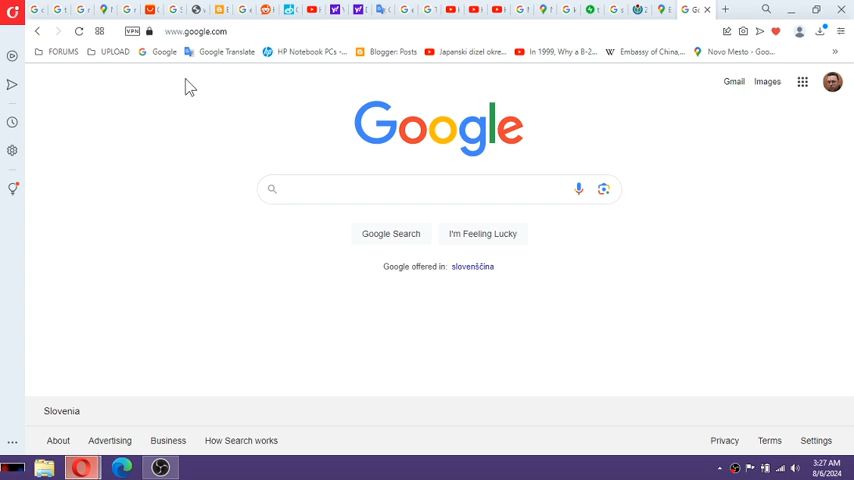 VPN www.google.com
FORUMS UPLOAD Google Google Translate HP Notebook PCs -... Blogger: Posts Japanski dizel okre... In 1999, Why a B-2... Embassy of China,... Novo Mesto - Goo...
Gmail Images
Google
Google Search I'm Feeling Lucky
Google offered in: slovenščina
Slovenia
About Advertising Business How Search works Privacy Terms Settings
3:27 AM
8/6/2024